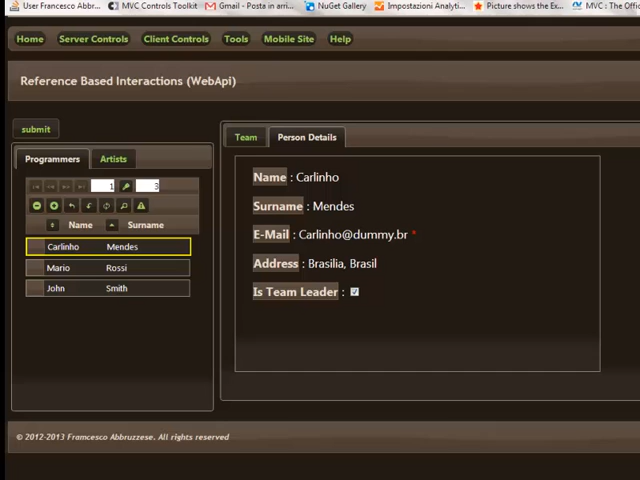 User Francesco Abbru... MVC Controls Toolkit Gmail - Posta in arri... NuGet Gallery Impostazioni Analyti... Picture shows the Ex... MVC : The Offi
Home Server Controls Client Controls Tools Mobile Site Help
Reference Based Interactions (WebApi)
submit
Programmers Artists
1 3
Name Surname
Carlinho Mendes
Mario Rossi
John Smith
Team Person Details
Name : Carlinho
Surname : Mendes
E-Mail : Carlinho@dummy.br *
Address : Brasilia, Brasil
Is Team Leader :
© 2012-2013 Framcesco Abbruzzese. All rights reserved